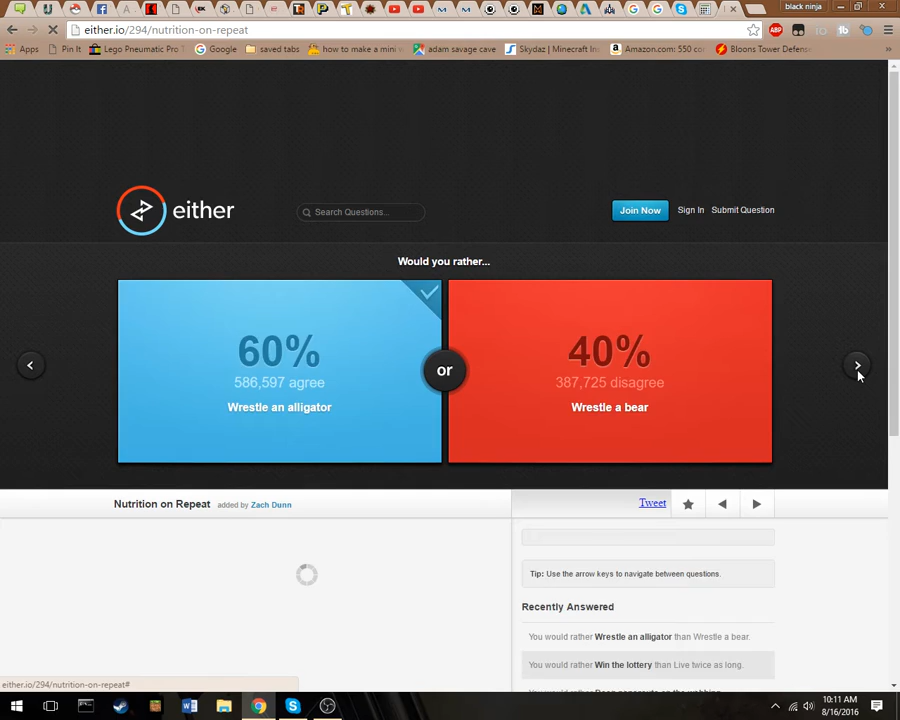 black ninja
either.io/294/nutrition-on-repeat
ABP
Apps
Pin It
Lego Pneumatic Pro
Google
saved tabs
how to make a mini
adam savage cave
Skydaz | Minecraft Ins
Amazon.com: 550 co
Bloons Tower Defens
either
Search Questions...
Join Now
Sign In
Submit Question
Would you rather...
60%
586,597 agree
Wrestle an alligator
or
40%
387,725 disagree
Wrestle a bear
Nutrition on Repeat added by Zach Dunn
Tweet
Tip: Use the arrow keys to navigate between questions.
Recently Answered
You would rather Wrestle an alligator than Wrestle a bear.
You would rather Win the lottery than Live twice as long.
either.io/294/nutrition-on-repeat#
10:11 AM
8/16/2016